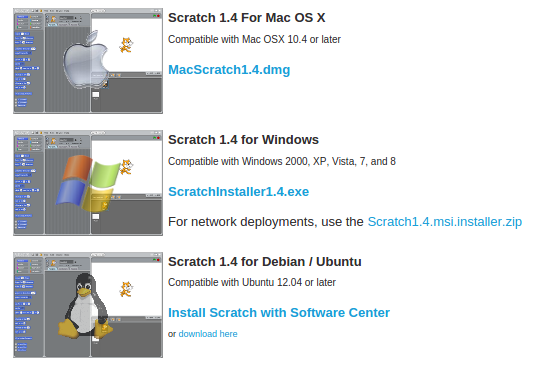 Scratch 1.4 For Mac OS X
Compatible with Mac OSX 10.4 or later
MacScratch1.4.dmg
Scratch 1.4 for Windows
Compatible with Windows 2000, XP, Vista, 7, and 8
ScratchInstaller1.4.exe
For network deployments, use the Scratch1.4.msi.installer.zip
Scratch 1.4 for Debian / Ubuntu
Compatible with Ubuntu 12.04 or later
Install Scratch with Software Center
or download here